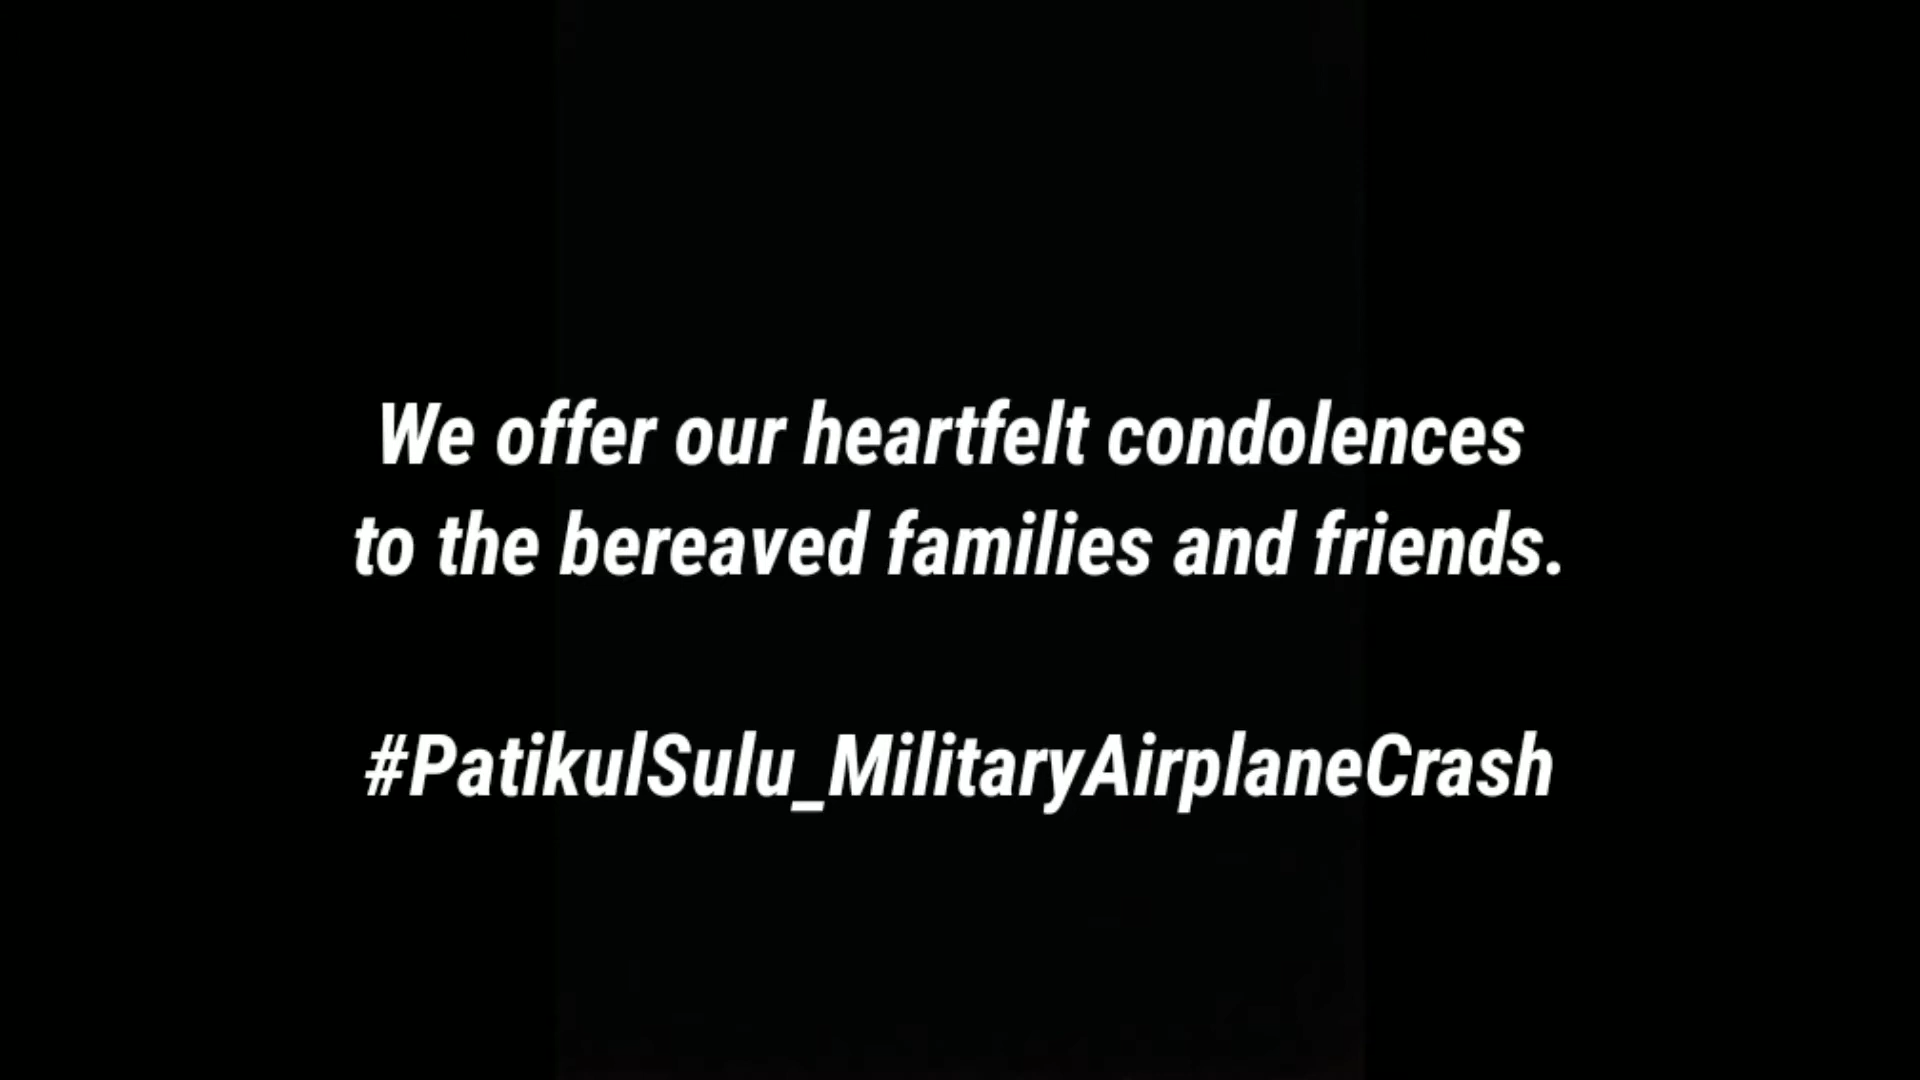 We offer our heartfelt condolences
to the bereaved families and friends.
#PatikulSulu_MilitaryAirplaneCrash